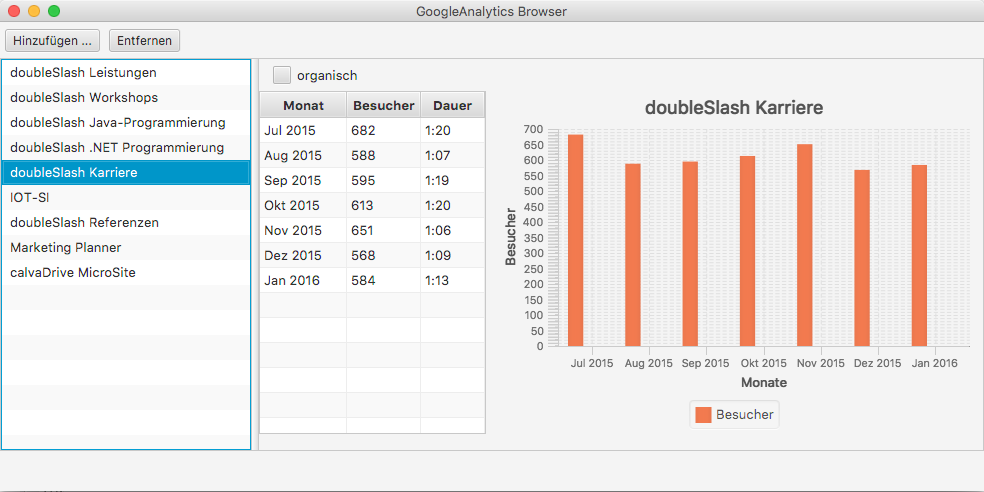 GoogleAnalytics Browser
Hinzufügen ... Entfernen
doubleSlash Leistungen
doubleSlash Workshops
doubleSlash Java-Programmierung
doubleSlash .NET Programmierung
doubleSlash Karriere
IOT-SI
doubleSlash Referenzen
Marketing Planner
calvaDrive MicroSite
organisch
Monat Besucher Dauer
Jul 2015 682 1:20
Aug 2015 588 1:07
Sep 2015 595 1:19
Okt 2015 613 1:20
Nov 2015 651 1:06
Dez 2015 568 1:09
Jan 2016 584 1:13
doubleSlash Karriere
Besucher
700
650
600
550
500
450
400
350
300
250
200
150
100
50
0
Jul 2015 Aug 2015 Sep 2015 Okt 2015 Nov 2015 Dez 2015 Jan 2016
Monate
Besucher